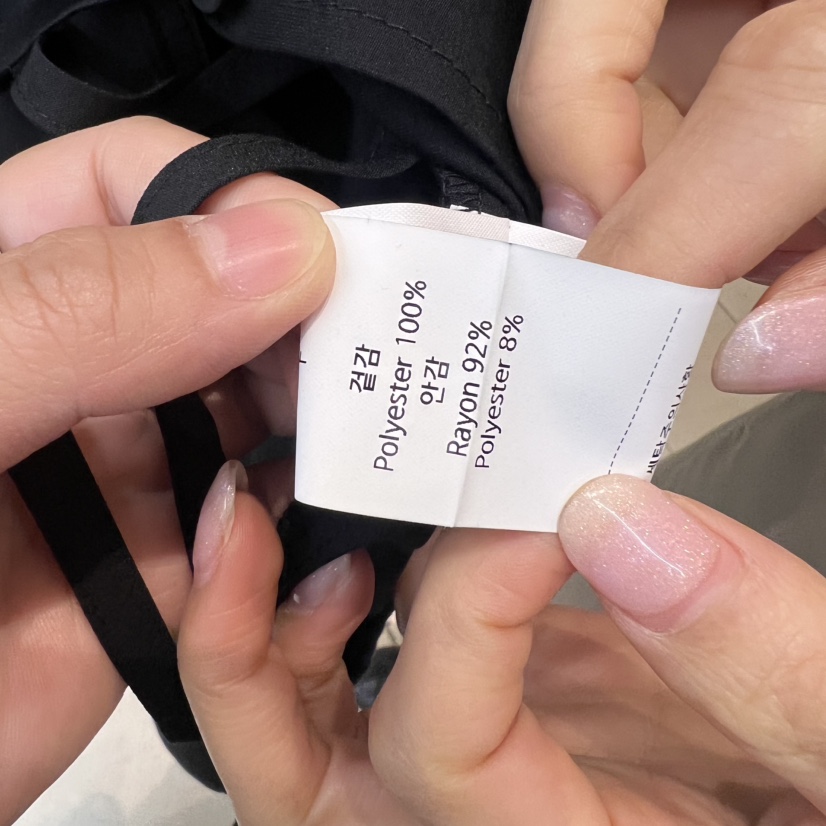 겉감
Polyester 100%
안감
Rayon 92%
Polyester 8%